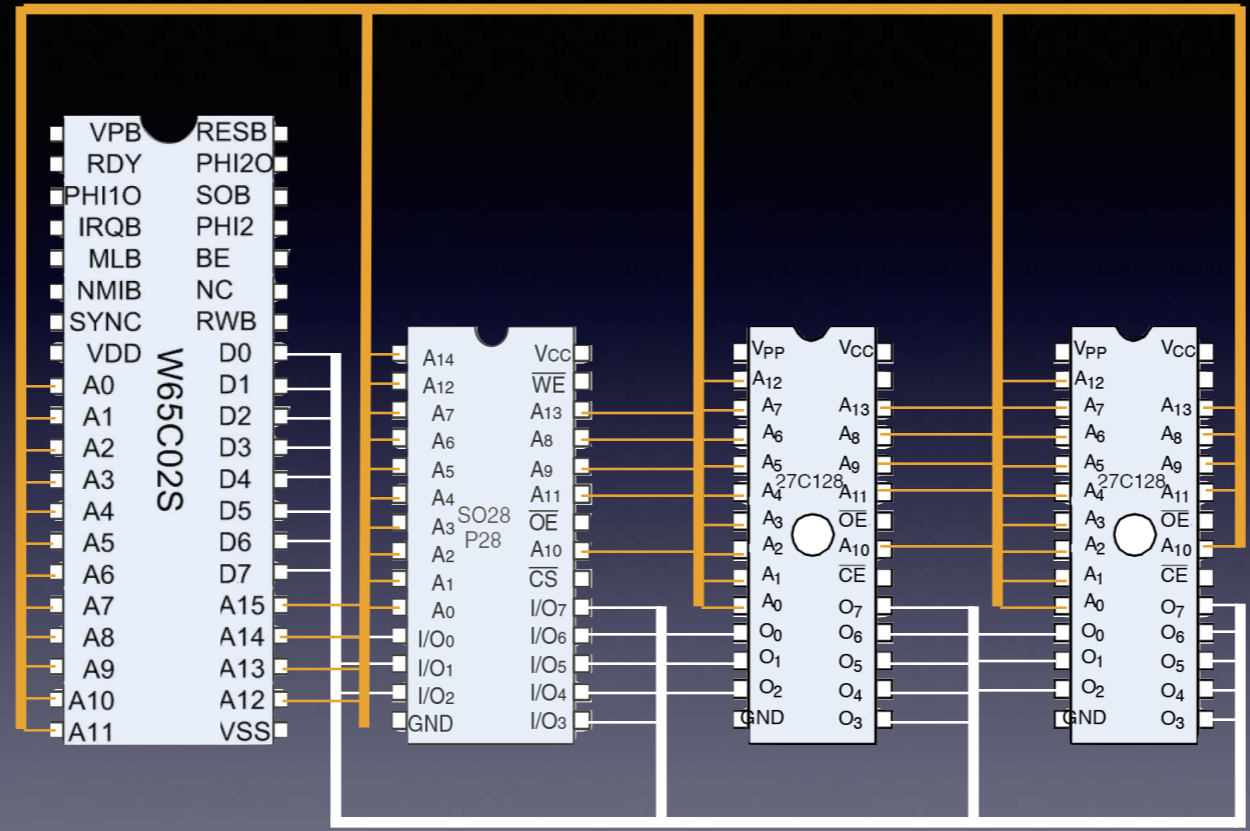 VPB RESB
RDY PHI2O
PHI1O SOB
IRQB PHI2
MLB BE
NMIB NC
SYNC RWB
VDD D0
A0 D1
A1 D2
A2 D3
A3 D4
A4 D5
A5 D6
A6 D7
A7 A15
A8 A14
A9 A13
A10 A12
A11 VSS
W65C02S
A14 VCC
A12 WE
A7 A13
A6 A8
A5 A9
A4 A11
A3 OE
A2 A10
A1 CS
A0 I/O7
I/O0 I/O6
I/O1 I/O5
I/O2 I/O4
GND I/O3
SO28
P28
VPP VCC
A12
A7 A13
A6 A8
A5 A9
27C128
A4 A11
A3 OE
A2 A10
A1 CE
A0 O7
O0 O6
O1 O5
O2 O4
GND O3
VPP VCC
A12
A7 A13
A6 A8
A5 A9
27C128
A4 A11
A3 OE
A2 A10
A1 CE
A0 O7
O0 O6
O1 O5
O2 O4
GND O3